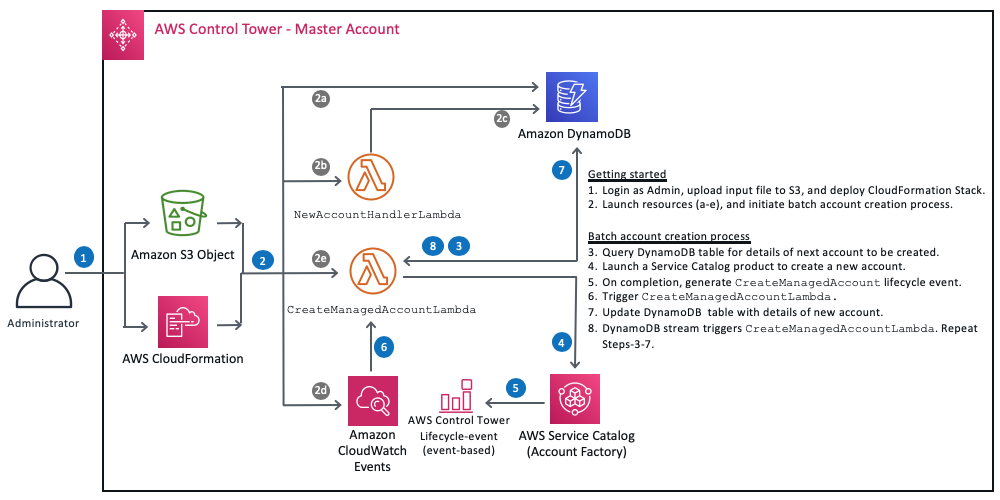 AWS Control Tower - Master Account
2a
2c
Amazon DynamoDB
2b
7
NewAccountHandlerLambda
Getting started
1. Login as Admin, upload input file to S3, and deploy CloudFormation Stack.
2. Launch resources (a-e), and initiate batch account creation process.
Amazon S3 Object
1
2
2e
8
3
CreateManagedAccountLambda
Batch account creation process
3. Query DynamoDB table for details of next account to be created.
4. Launch a Service Catalog product to create a new account.
5. On completion, generate CreateManagedAccount lifecycle event.
6. Trigger CreateManagedAccountLambda.
7. Update DynamoDB table with details of new account.
8. DynamoDB stream triggers CreateManagedAccountLambda. Repeat
Steps-3-7.
Administrator
AWS CloudFormation
6
4
2d
5
Amazon
CloudWatch
Events
AWS Control Tower
Lifecycle-event
(event-based)
AWS Service Catalog
(Account Factory)